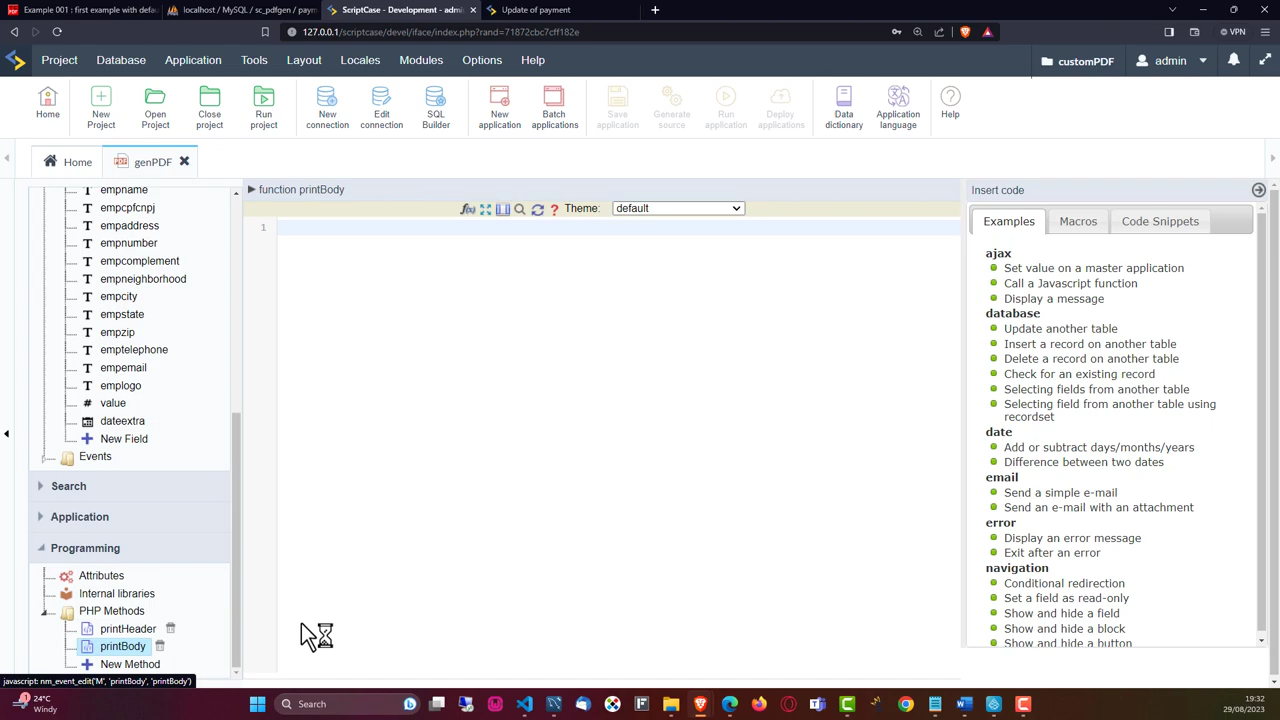 Example 001 : first example with defa
localhost / MySQL / sc_pdfgen / paym
ScriptCase - Development - admi
Update of payment
127.0.0.1/scriptcase/devel/iface/index.php?rand=71872cbc7cff182e
VPN
Project Database Application Tools Layout Locales Modules Options Help
customPDF
admin
Home
New Project
Open Project
Close project
Run project
New connection
Edit connection
SQL Builder
New application
Batch applications
Save application
Generate source
Run application
Deploy applications
Data dictionary
Application language
Help
Home
genPDF
empname
empcpfcnpj
empaddress
empnumber
empcomplement
empneighborhood
empcity
empstate
empzip
emptelephone
empemail
emplogo
value
dateextra
New Field
Events
Search
Application
Programming
Attributes
Internal libraries
PHP Methods
printHeader
printBody
New Method
javascript: nm_event_edit('M', 'printBody', 'printBody')
function printBody
Theme: default
1
Insert code
Examples Macros Code Snippets
ajax
Set value on a master application
Call a Javascript function
Display a message
database
Update another table
Insert a record on another table
Delete a record on another table
Check for an existing record
Selecting fields from another table
Selecting field from another table using
recordset
date
Add or subtract days/months/years
Difference between two dates
email
Send a simple e-mail
Send an e-mail with an attachment
error
Display an error message
Exit after an error
navigation
Conditional redirection
Set a field as read-only
Show and hide a field
Show and hide a block
Show and hide a button
1
24°C
Windy
Search
19:32
29/08/2023